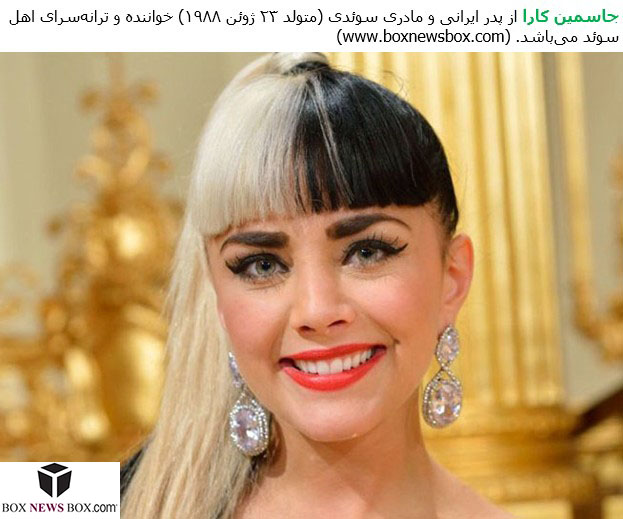 جاسمین کارا از پدر ایرانی و مادری سوئدی (متولد ۲۳ ژوئن ۱۹۸۸) خواننده و ترانه‌سرای اهل
سوئد می‌باشد. (www.boxnewsbox.com)
BOX NEWS BOX.com